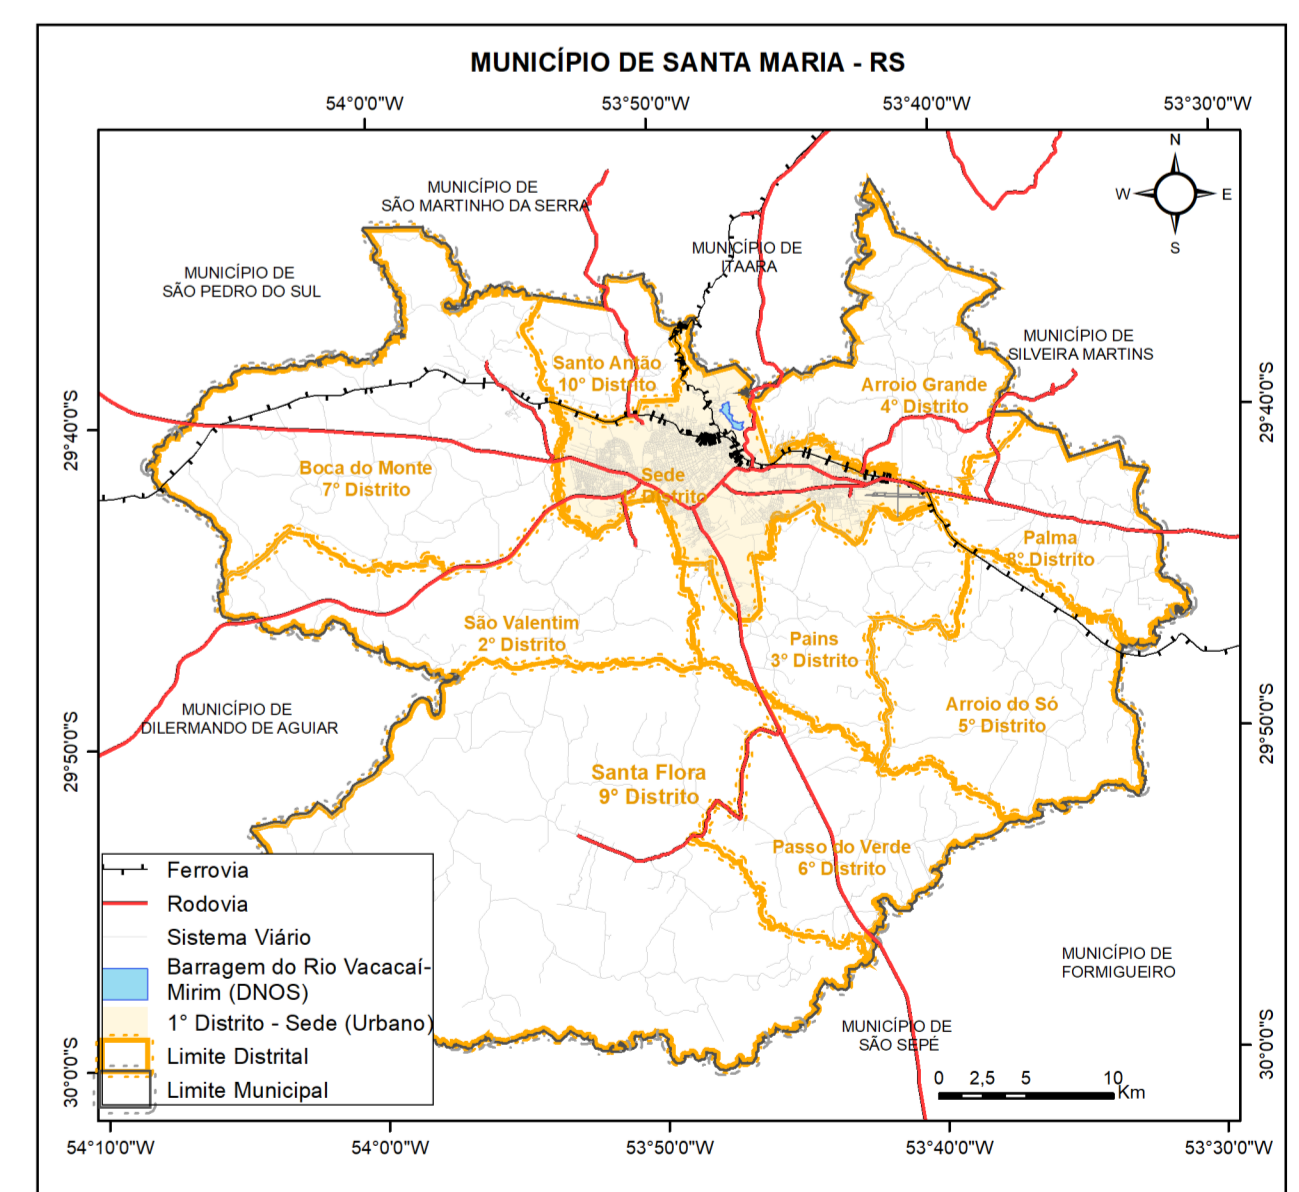 MUNICÍPIO DE SANTA MARIA - RS
54°0'0"W
53°50'0"W
53°40'0"W
53°30'0"W
N
W
E
S
MUNICÍPIO DE
SÃO MARTINHO DA SERRA
MUNICÍPIO DE
ITAARA
MUNICÍPIO DE
SÃO PEDRO DO SUL
MUNICÍPIO DE
SILVEIRA MARTINS
Santo Antão
10° Distrito
Arroio Grande
4° Distrito
29°40'0"S
29°40'0"S
Boca do Monte
7° Distrito
Sede
1° Distrito
Palma
8° Distrito
São Valentim
2° Distrito
Pains
3° Distrito
MUNICÍPIO DE
DILERMANDO DE AGUIAR
Arroio do Só
5° Distrito
29°50'0"S
29°50'0"S
Santa Flora
9° Distrito
Passo do Verde
6° Distrito
MUNICÍPIO DE
FORMIGUEIRO
MUNICÍPIO DE
SÃO SEPÉ
30°0'0"S
30°0'0"S
Ferrovia
Rodovia
Sistema Viário
Barragem do Rio Vacacaí-
Mirim (DNOS)
1° Distrito - Sede (Urbano)
Limite Distrital
Limite Municipal
0 2,5 5 10
Km
54°10'0"W
54°0'0"W
53°50'0"W
53°40'0"W
53°30'0"W